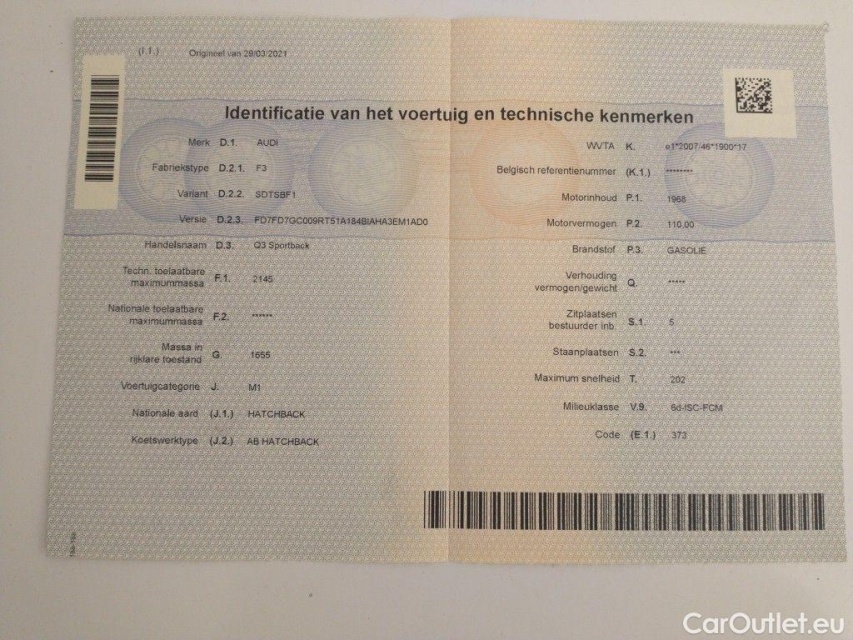 (I.1.) Origineel van 29/03/2021
Identificatie van het voertuig en technische kenmerken
Merk D.1. AUDI
Fabriekstype D.2.1. F3
Variant D.2.2. SDTSBF1
Versie D.2.3. FD7FD7GC009RT51A184BIAHA3EM1AD0
Handelsnaam D.3. Q3 Sportback
Techn. toelaatbare
maximummassa F.1. 2145
Nationale toelaatbare
maximummassa F.2. ******
Massa in
rijklare toestand G. 1655
Voertuigcategorie J. M1
Nationale aard (J.1.) HATCHBACK
Koetswerktype (J.2.) AB HATCHBACK
WVTA K. e1*2007/46*1900*17
Belgisch referentienummer (K.1.) ********
Motorinhoud P.1. 1968
Motorvermogen P.2. 110,00
Brandstof P.3. GASOLIE
Verhouding
vermogen/gewicht Q. *****
Zitplaatsen
bestuurder inb. S.1. 5
Staanplaatsen S.2. ***
Maximum snelheid T. 202
Milieuklasse V.9. 6d-ISC-FCM
Code (E.1.) 373
CarOutlet.eu